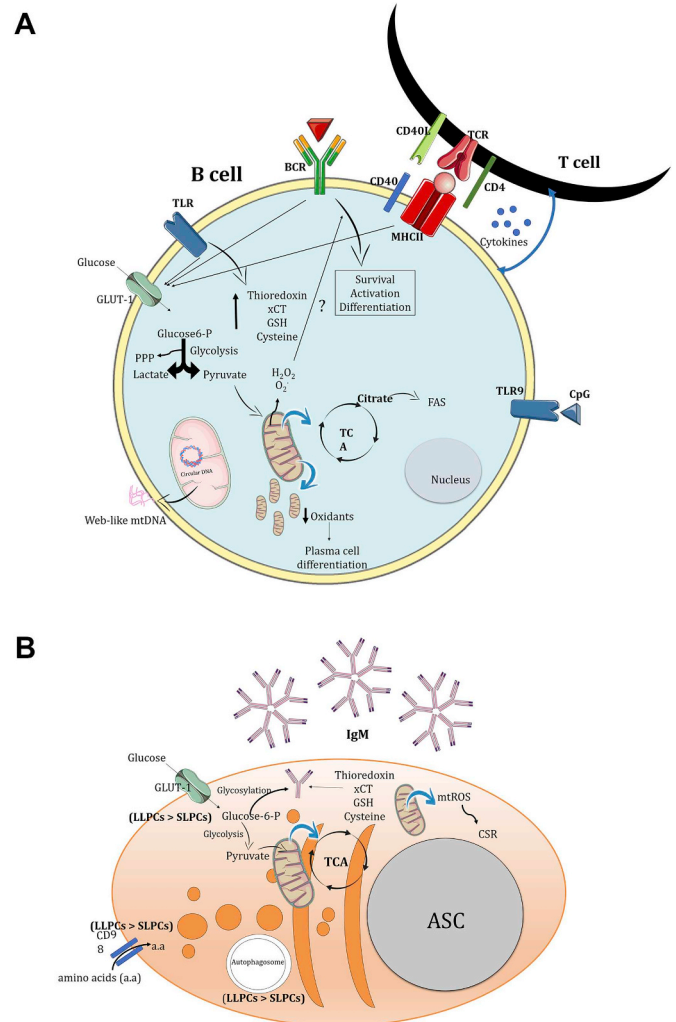 A
CD40L
TCR
T cell
BCR
B cell
CD40
CD4
TLR
MHCII
Cytokines
Glucose
GLUT-1
Thioredoxin
xCT
GSH
Cysteine
?
Survival
Activation
Differentiation
Glucose6-P
PPP
Glycolysis
Lactate
Pyruvate
H2O2
O2-
Citrate
FAS
TLR9
CpG
TC
A
Circular DNA
Nucleus
Web-like mtDNA
Oxidants
Plasma cell
differentiation
B
IgM
Glucose
GLUT-1
(LLPCs > SLPCs)
Glycosylation
Glucose-6-P
Glycolysis
Pyruvate
Thioredoxin
xCT
GSH
Cysteine
mtROS
CSR
TCA
ASC
(LLPCs > SLPCs)
CD9
8
a.a
amino acids (a.a)
Autophagosome
(LLPCs > SLPCs)